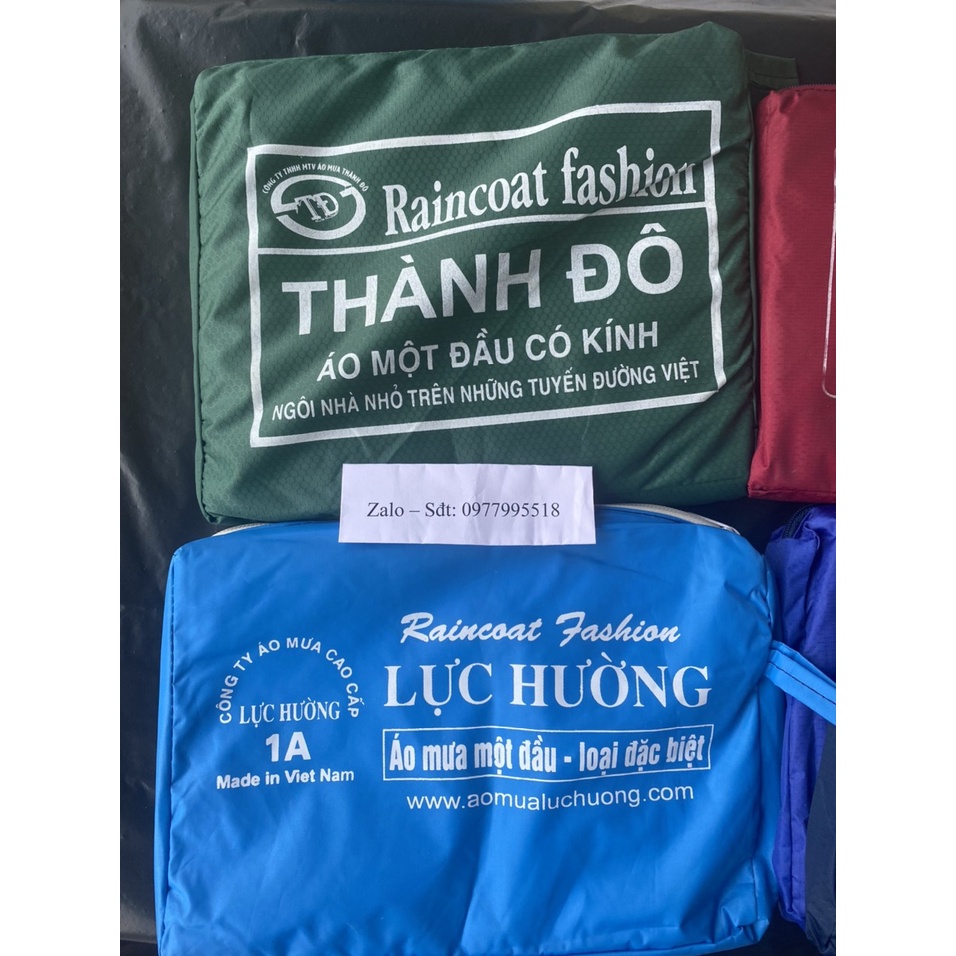 CÔNG TY TNHH MTV ÁO MƯA THÀNH ĐÔ
TĐ
Raincoat fashion
THÀNH ĐÔ
ÁO MỘT ĐẦU CÓ KÍNH
NGÔI NHÀ NHỎ TRÊN NHỮNG TUYẾN ĐƯỜNG VIỆT
Zalo – Sđt: 0977995518
CÔNG TY ÁO MƯA CAO CẤP
LỰC HƯỜNG
1A
Made in Viet Nam
Raincoat Fashion
LỰC HƯỜNG
Áo mưa một đầu - loại đặc biệt
www.aomualuchuong.com